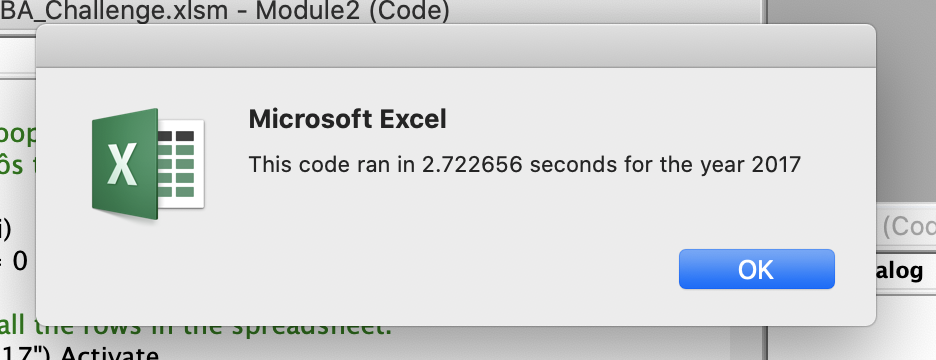 BA_Challenge.xlsm - Module2 (Code)
Microsoft Excel
This code ran in 2.722656 seconds for the year 2017
i)
= 0
(Cod
OK
alog
all the rows in the spreadsheet.
17").Activate